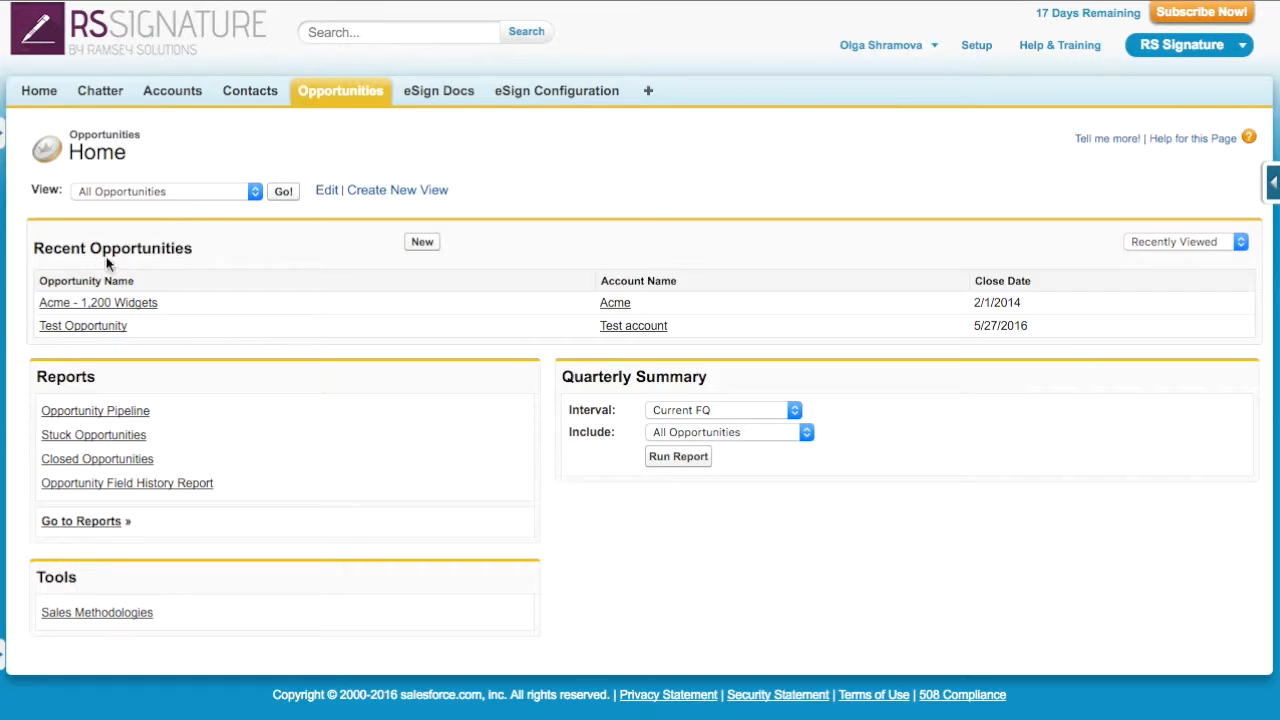 RSSIGNATURE
BY RAMSEY SOLUTIONS
Search...
Search
17 Days Remaining
Subscribe Now!
Olga Shramova
Setup
Help & Training
RS Signature
Home
Chatter
Accounts
Contacts
Opportunities
eSign Docs
eSign Configuration
+
Opportunities
Home
Tell me more! | Help for this Page ?
View: All Opportunities Go! Edit | Create New View
Recent Opportunities
New
Recently Viewed
Opportunity Name Account Name Close Date
Acme - 1,200 Widgets Acme 2/1/2014
Test Opportunity Test account 5/27/2016
Reports
Opportunity Pipeline
Stuck Opportunities
Closed Opportunities
Opportunity Field History Report
Go to Reports »
Quarterly Summary
Interval: Current FQ
Include: All Opportunities
Run Report
Tools
Sales Methodologies
Copyright © 2000-2016 salesforce.com, inc. All rights reserved. | Privacy Statement | Security Statement | Terms of Use | 508 Compliance